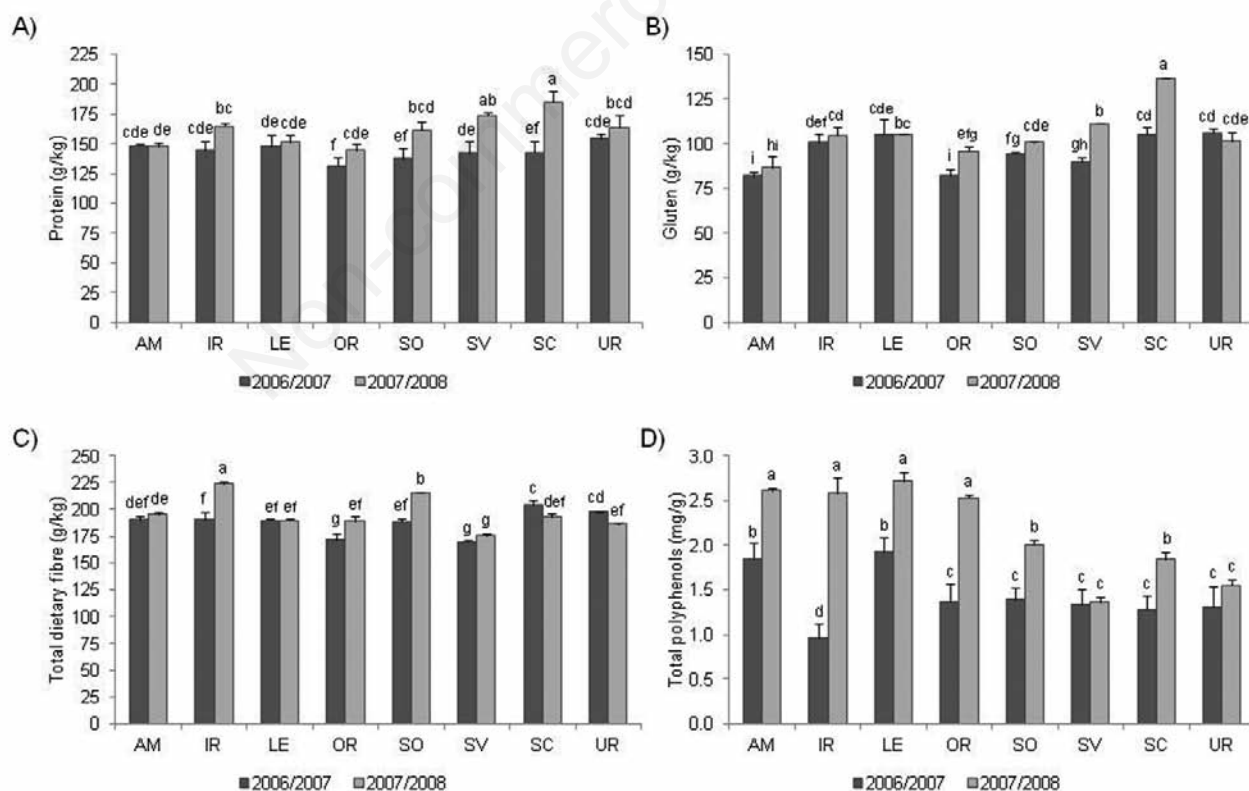 Non-commerc
A)
Protein (g/kg)
225
200
175
150
125
100
75
50
25
0
cde de cde bc de cde f cde ef bcd de ab ef a de bcd
AM IR LE OR SO SV SC UR
2006/2007 2007/2008
B)
Gluten (g/kg)
150
125
100
75
50
25
0
i hi def cd cde bc i efg fg cde gh b cd a cd cde
AM IR LE OR SO SV SC UR
2006/2007 2007/2008
C)
Total dietary fibre (g/kg)
250
225
200
175
150
125
100
75
50
25
0
def de f a ef ef g ef ef b g g c def cd ef
AM IR LE OR SO SV SC UR
2006/2007 2007/2008
D)
Total polyphenols (mg/g)
3.0
2.5
2.0
1.5
1.0
0.5
0.0
b a d a b a c a c b c c c b c c
AM IR LE OR SO SV SC UR
2006/2007 2007/2008